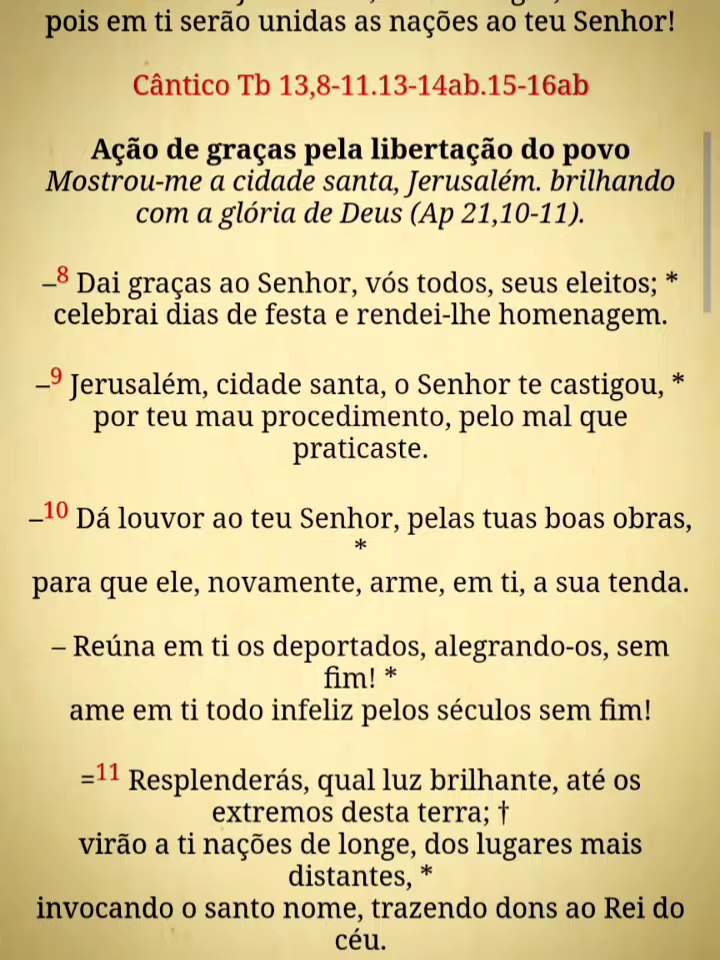 pois em ti serão unidas as nações ao teu Senhor!
Cântico Tb 13,8-11.13-14ab.15-16ab
Ação de graças pela libertação do povo
Mostrou-me a cidade santa, Jerusalém. brilhando
com a glória de Deus (Ap 21,10-11).
–8 Dai graças ao Senhor, vós todos, seus eleitos; *
celebrai dias de festa e rendei-lhe homenagem.
–9 Jerusalém, cidade santa, o Senhor te castigou, *
por teu mau procedimento, pelo mal que
praticaste.
–10 Dá louvor ao teu Senhor, pelas tuas boas obras,
*
para que ele, novamente, arme, em ti, a sua tenda.
– Reúna em ti os deportados, alegrando-os, sem
fim! *
ame em ti todo infeliz pelos séculos sem fim!
=11 Resplenderás, qual luz brilhante, até os
extremos desta terra; †
virão a ti nações de longe, dos lugares mais
distantes, *
invocando o santo nome, trazendo dons ao Rei do
céu.